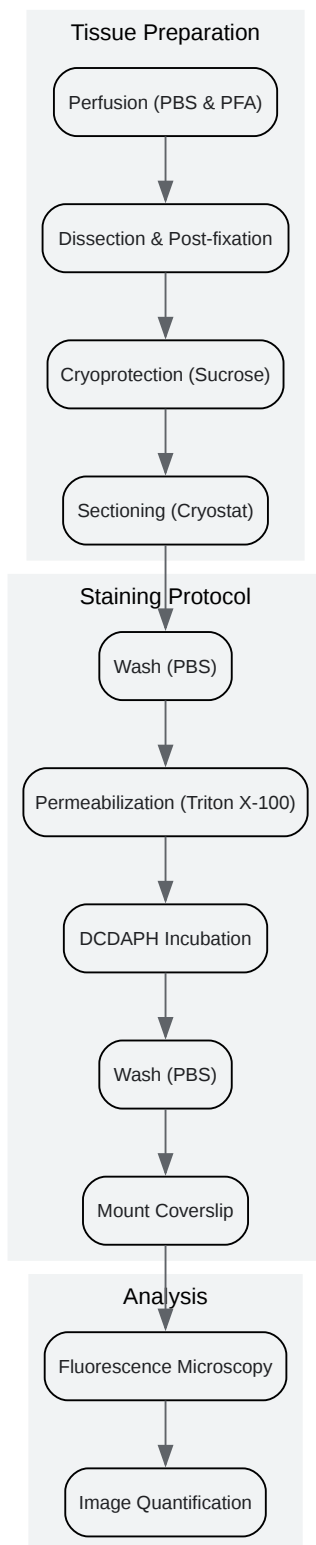 Tissue Preparation
Perfusion (PBS & PFA)
Dissection & Post-fixation
Cryoprotection (Sucrose)
Sectioning (Cryostat)
Staining Protocol
Wash (PBS)
Permeabilization (Triton X-100)
DCDAPH Incubation
Wash (PBS)
Mount Coverslip
Analysis
Fluorescence Microscopy
Image Quantification